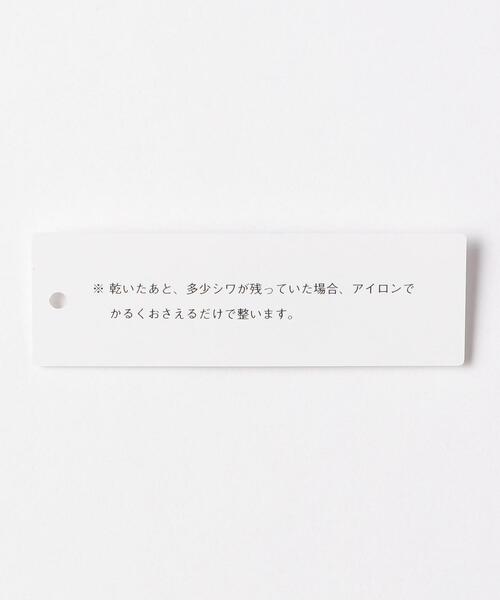 ※ 乾いたあと、多少シワが残っていた場合、アイロンで
かるくおさえるだけで整います。